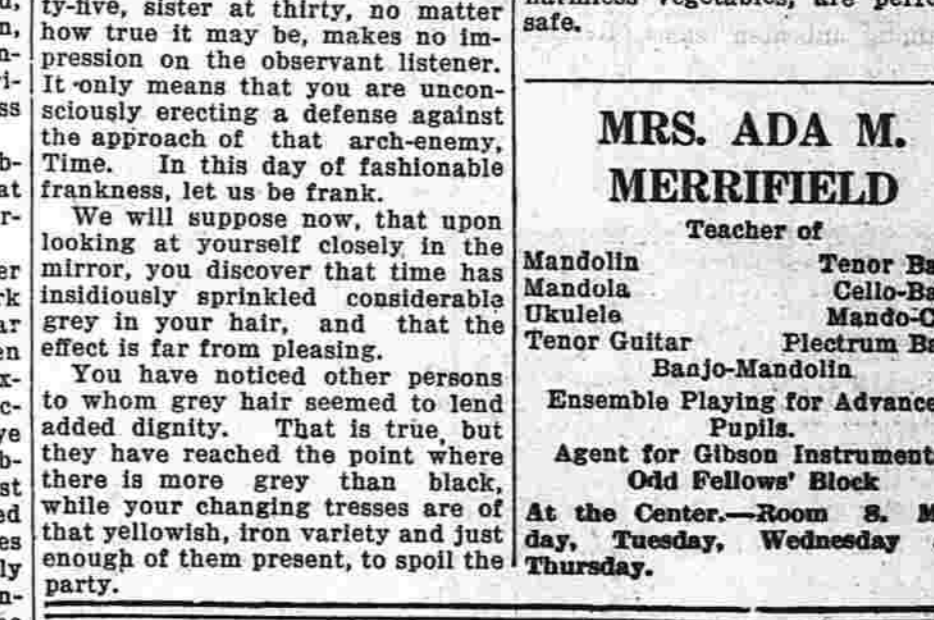 ty-five, sister at thirty, no matter
how true it may be, makes no im-
pression on the observant listener.
It only means that you are uncon-
sciously erecting a defense against
the approach of that arch-enemy,
Time. In this day of fashionable
frankness, let us be frank.
We will suppose now, that upon
looking at yourself closely in the
mirror, you discover that time has
insidiously sprinkled considerable
grey in your hair, and that the
effect is far from pleasing.
You have noticed other persons
to whom grey hair seemed to lend
added dignity. That is true, but
they have reached the point where
there is more grey than black,
while your changing tresses are of
that yellowish, iron variety and just
enough of them present, to spoil the
party.
safe.
MRS. ADA M.
MERRIFIELD
Teacher of
Mandolin Tenor Ba
Mandola Cello-Ba
Ukulele Mando-C
Tenor Guitar Plectrum Ba
Banjo-Mandolin
Ensemble Playing for Advance
Pupils.
Agent for Gibson Instrument
Odd Fellows' Block
At the Center.—Room 8. M
day, Tuesday, Wednesday
Thursday.